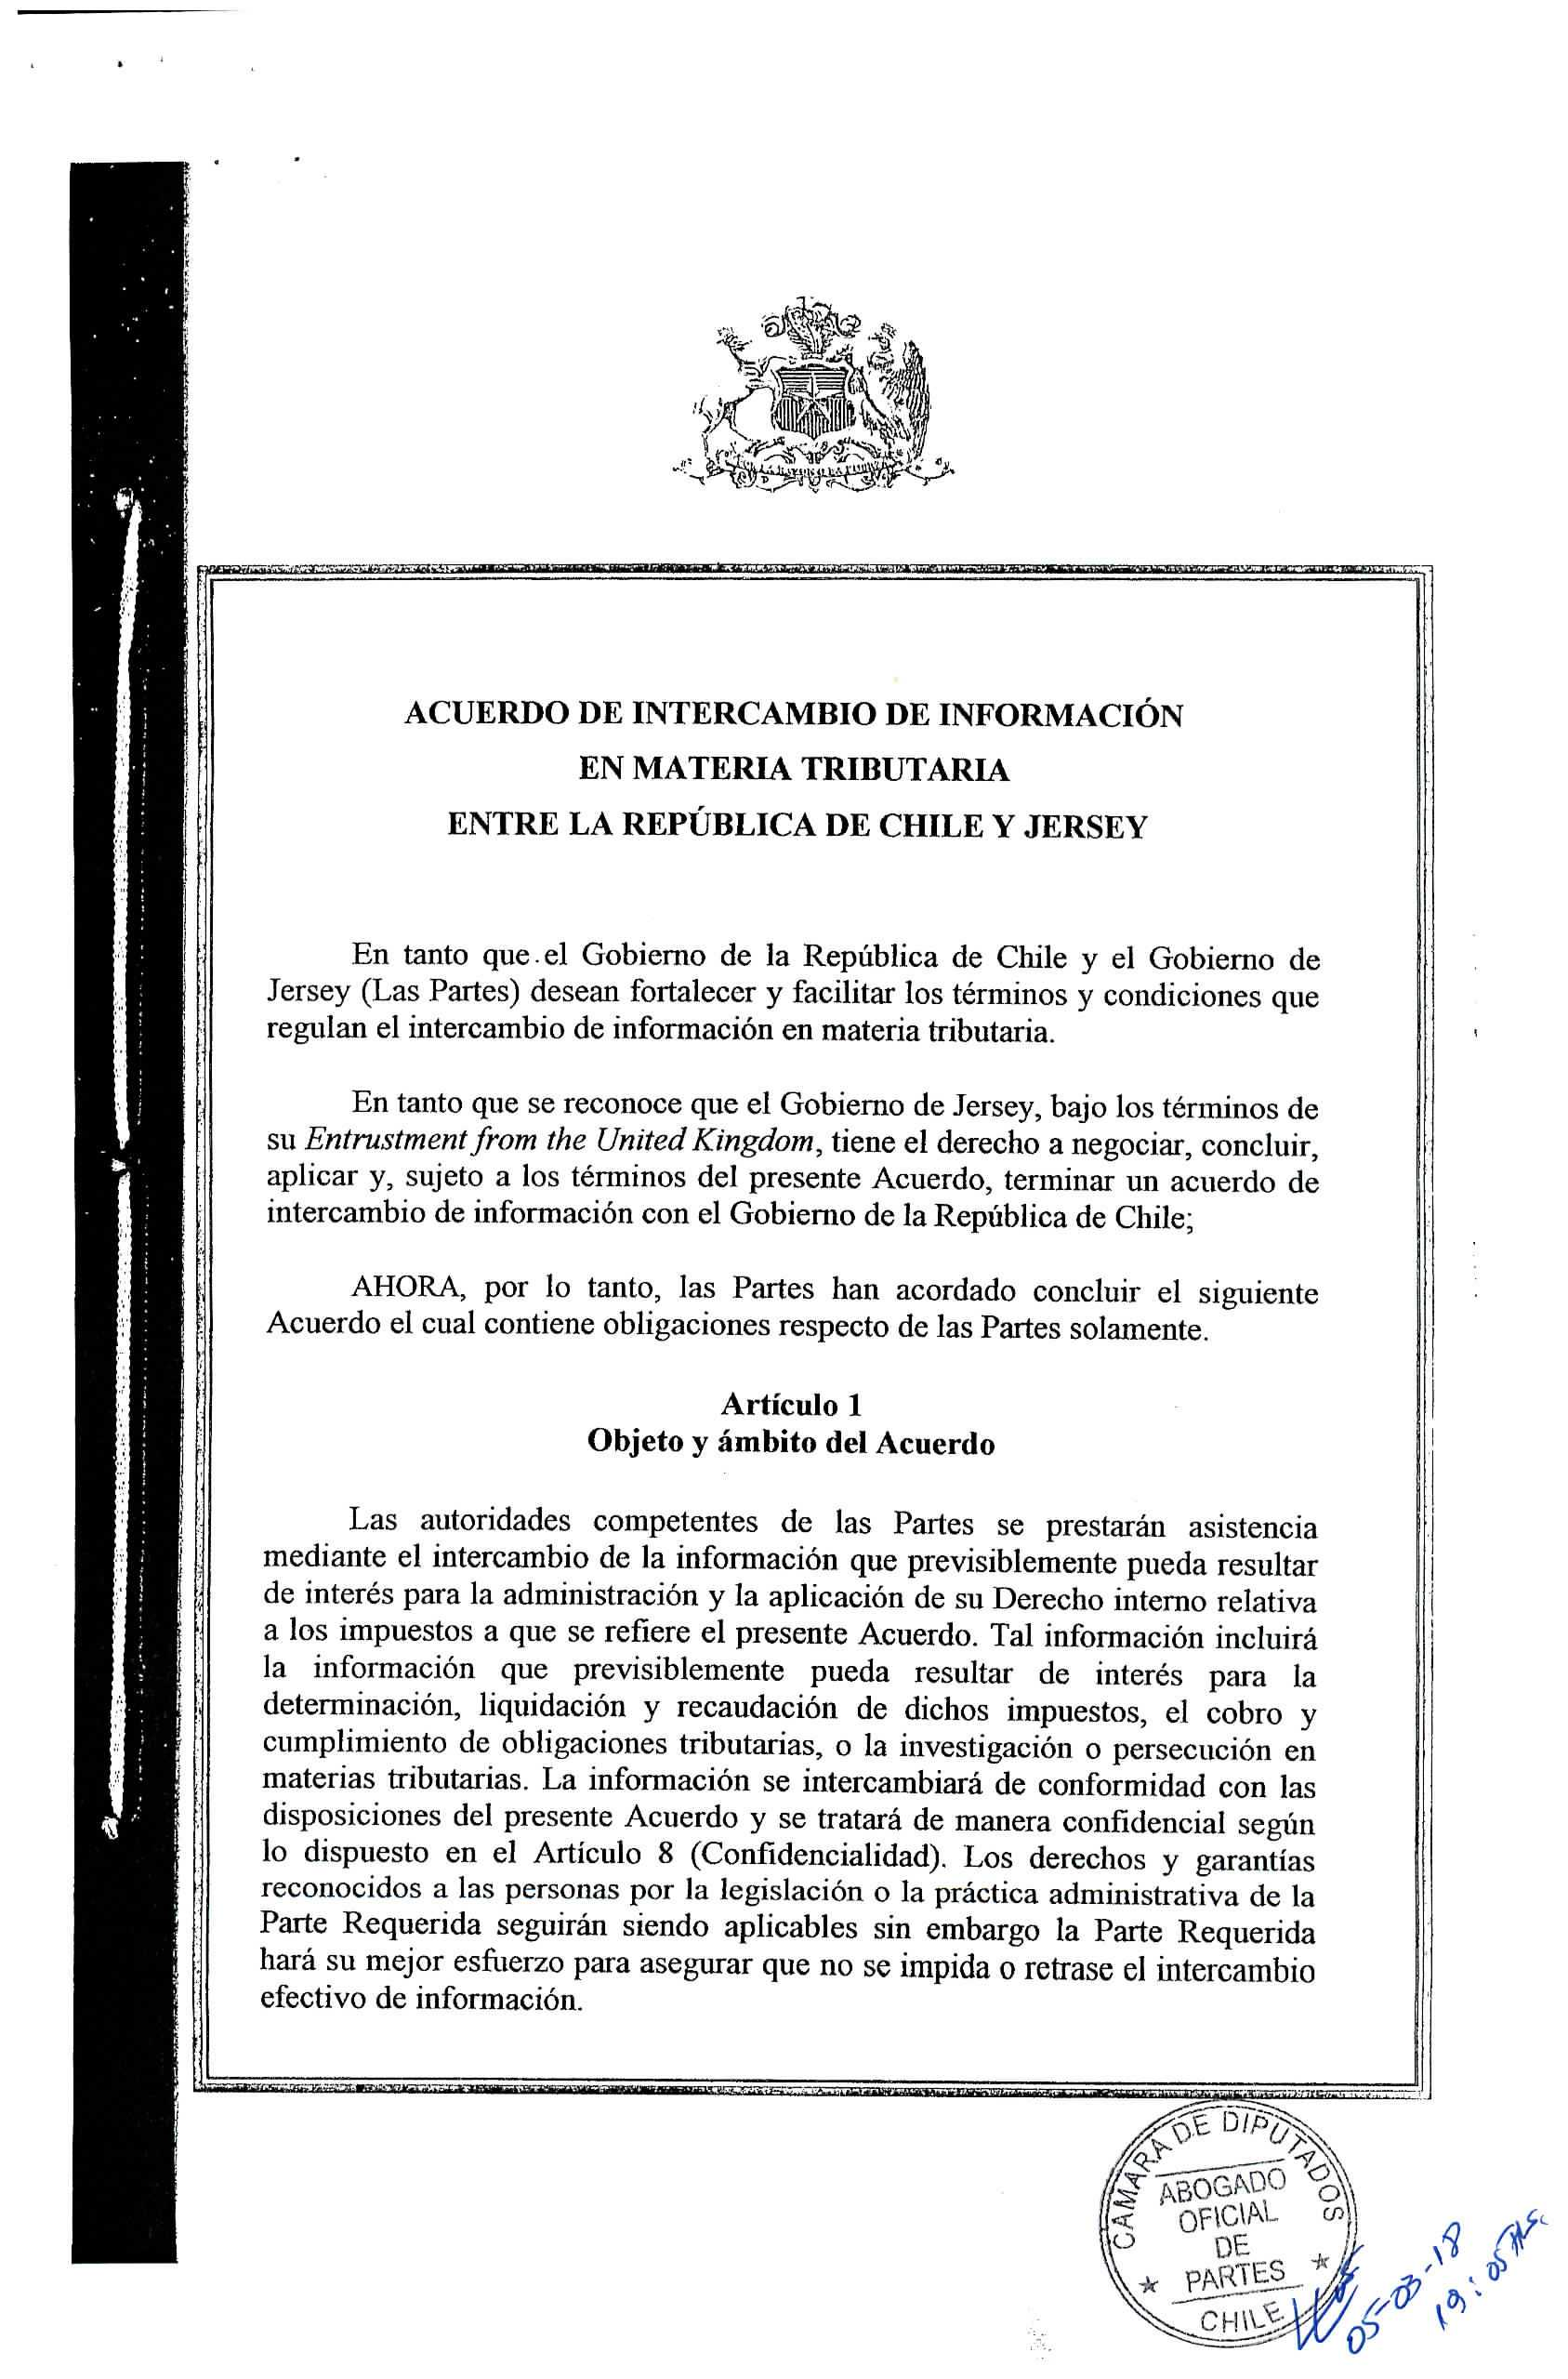 ACUERDO DE INTERCAMBIO DE INFORMACIÓN
EN MATERIA TRIBUTARIA
ENTRE LA REPÚBLICA DE CHILE Y JERSEY
En tanto que el Gobierno de la República de Chile y el Gobierno de
Jersey (Las Partes) desean fortalecer y facilitar los términos y condiciones que
regulan el intercambio de información en materia tributaria.
En tanto que se reconoce que el Gobierno de Jersey, bajo los términos de
su Entrustment from the United Kingdom, tiene el derecho a negociar, concluir,
aplicar y, sujeto a los términos del presente Acuerdo, terminar un acuerdo de
intercambio de información con el Gobierno de la República de Chile;
AHORA, por lo tanto, las Partes han acordado concluir el siguiente
Acuerdo el cual contiene obligaciones respecto de las Partes solamente.
Artículo 1
Objeto y ámbito del Acuerdo
Las autoridades competentes de las Partes se prestarán asistencia
mediante el intercambio de la información que previsiblemente pueda resultar
de interés para la administración y la aplicación de su Derecho interno relativa
a los impuestos a que se refiere el presente Acuerdo. Tal información incluirá
la información que previsiblemente pueda resultar de interés para la
determinación, liquidación y recaudación de dichos impuestos, el cobro y
cumplimiento de obligaciones tributarias, o la investigación o persecución en
materias tributarias. La información se intercambiará de conformidad con las
disposiciones del presente Acuerdo y se tratará de manera confidencial según
lo dispuesto en el Artículo 8 (Confidencialidad). Los derechos y garantías
reconocidos a las personas por la legislación o la práctica administrativa de la
Parte Requerida seguirán siendo aplicables sin embargo la Parte Requerida
hará su mejor esfuerzo para asegurar que no se impida o retrase el intercambio
efectivo de información.
CAMARA DE DIPUTADOS
ABOGADO
OFICIAL
DE
PARTES
CHILE
05-03-18
19:05